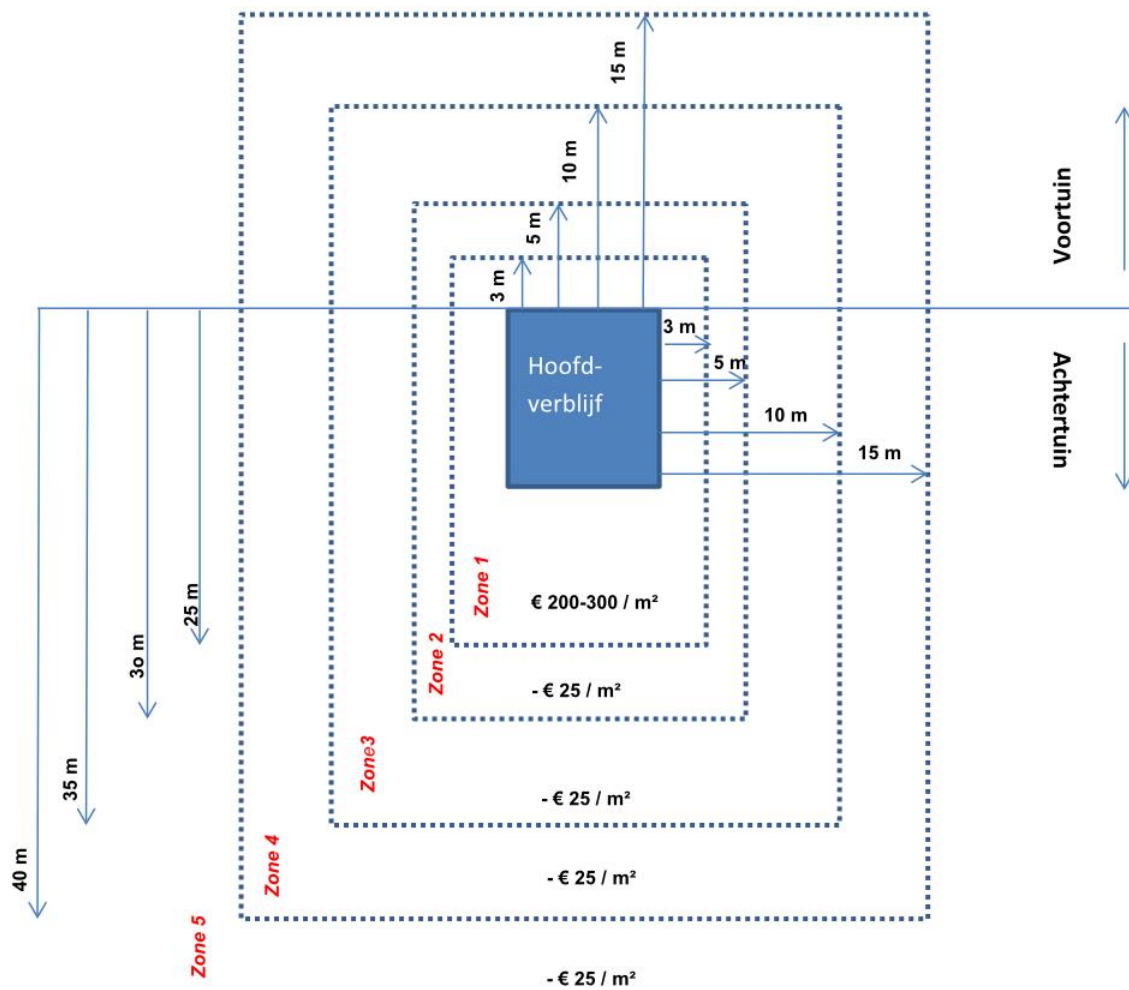 15 m
10 m
5 m
3 m
Voortuin
Hoofd-
verblijf
3 m
5 m
10 m
15 m
Achtertuin
25 m
3o m
35 m
40 m
Zone 1
€ 200-300 / m²
Zone 2
- € 25 / m²
Zone3
- € 25 / m²
Zone 4
- € 25 / m²
Zone 5
- € 25 / m²